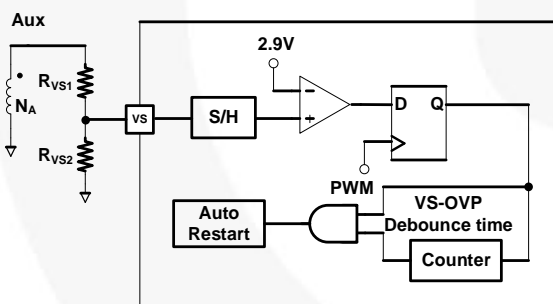 Aux
2.9V
RVS1
NA
VS
S/H
D Q
RVS2
PWM
VS-OVP
Debounce time
Auto
Restart
Counter